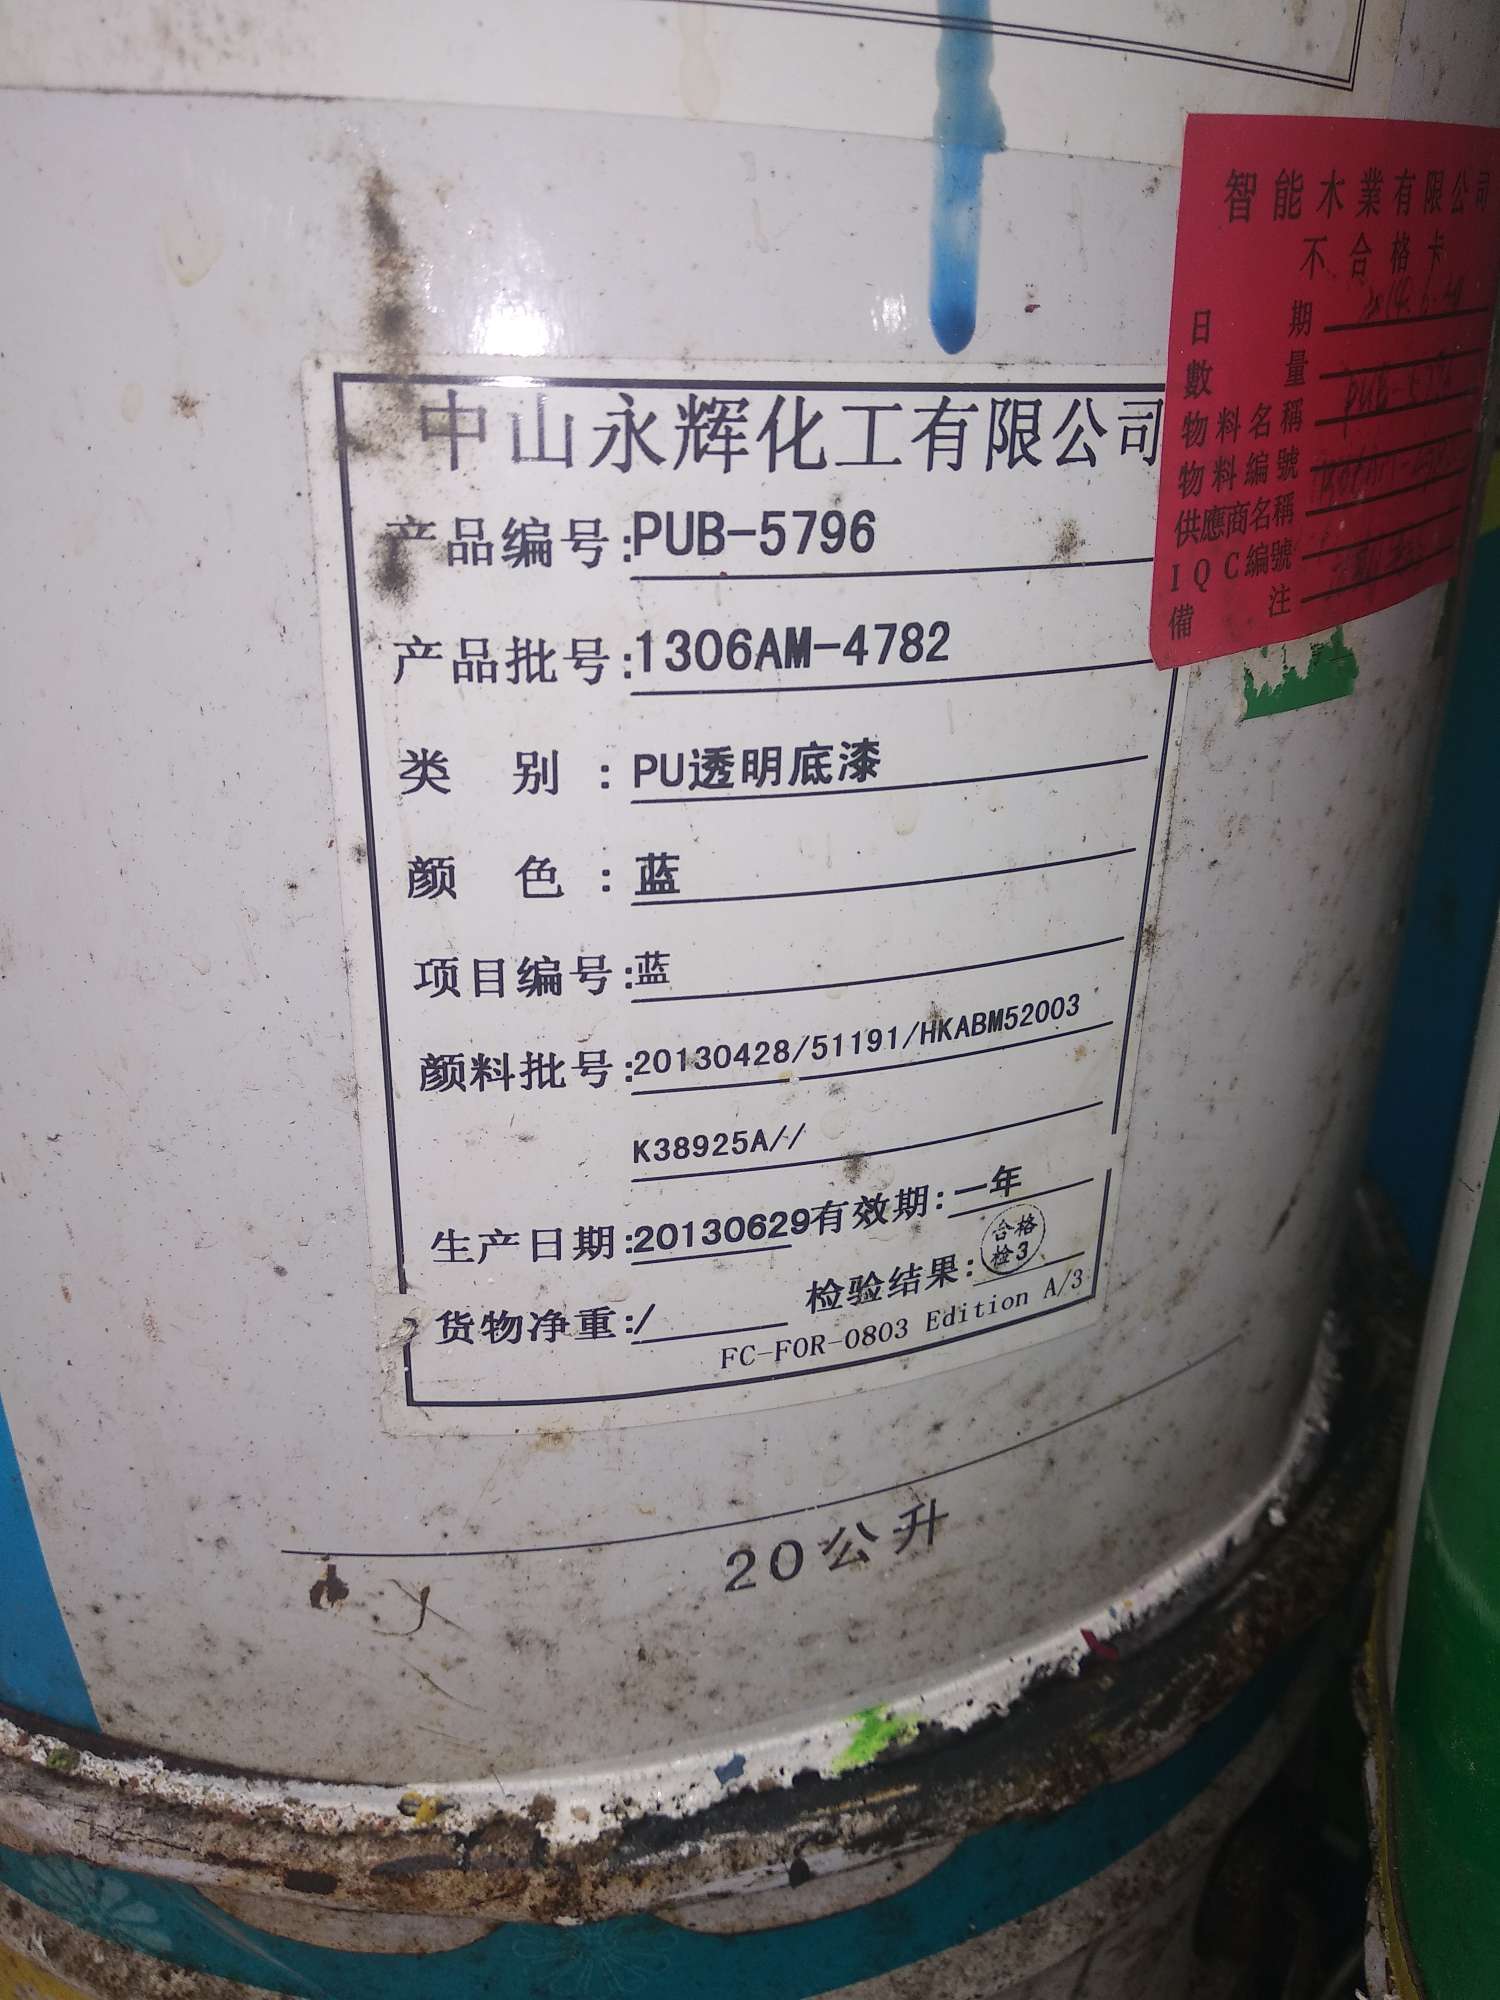 中山永辉化工有限公司
产品编号:PUB-5796
产品批号:1306AM-4782
类 别:PU透明底漆
颜 色:蓝
项目编号:蓝
颜料批号:20130428/51191/HKABM52003
K38925A//
生产日期:20130629有效期:一年
货物净重:/ 检验结果:合格
检3
FC-FOR-0803 Edition A/3
20公升
智能木業有限公司
不合格卡
日 期
數 量
物料名稱 PUB-5796
物料編號
供應商名稱
IQC編號
備 注